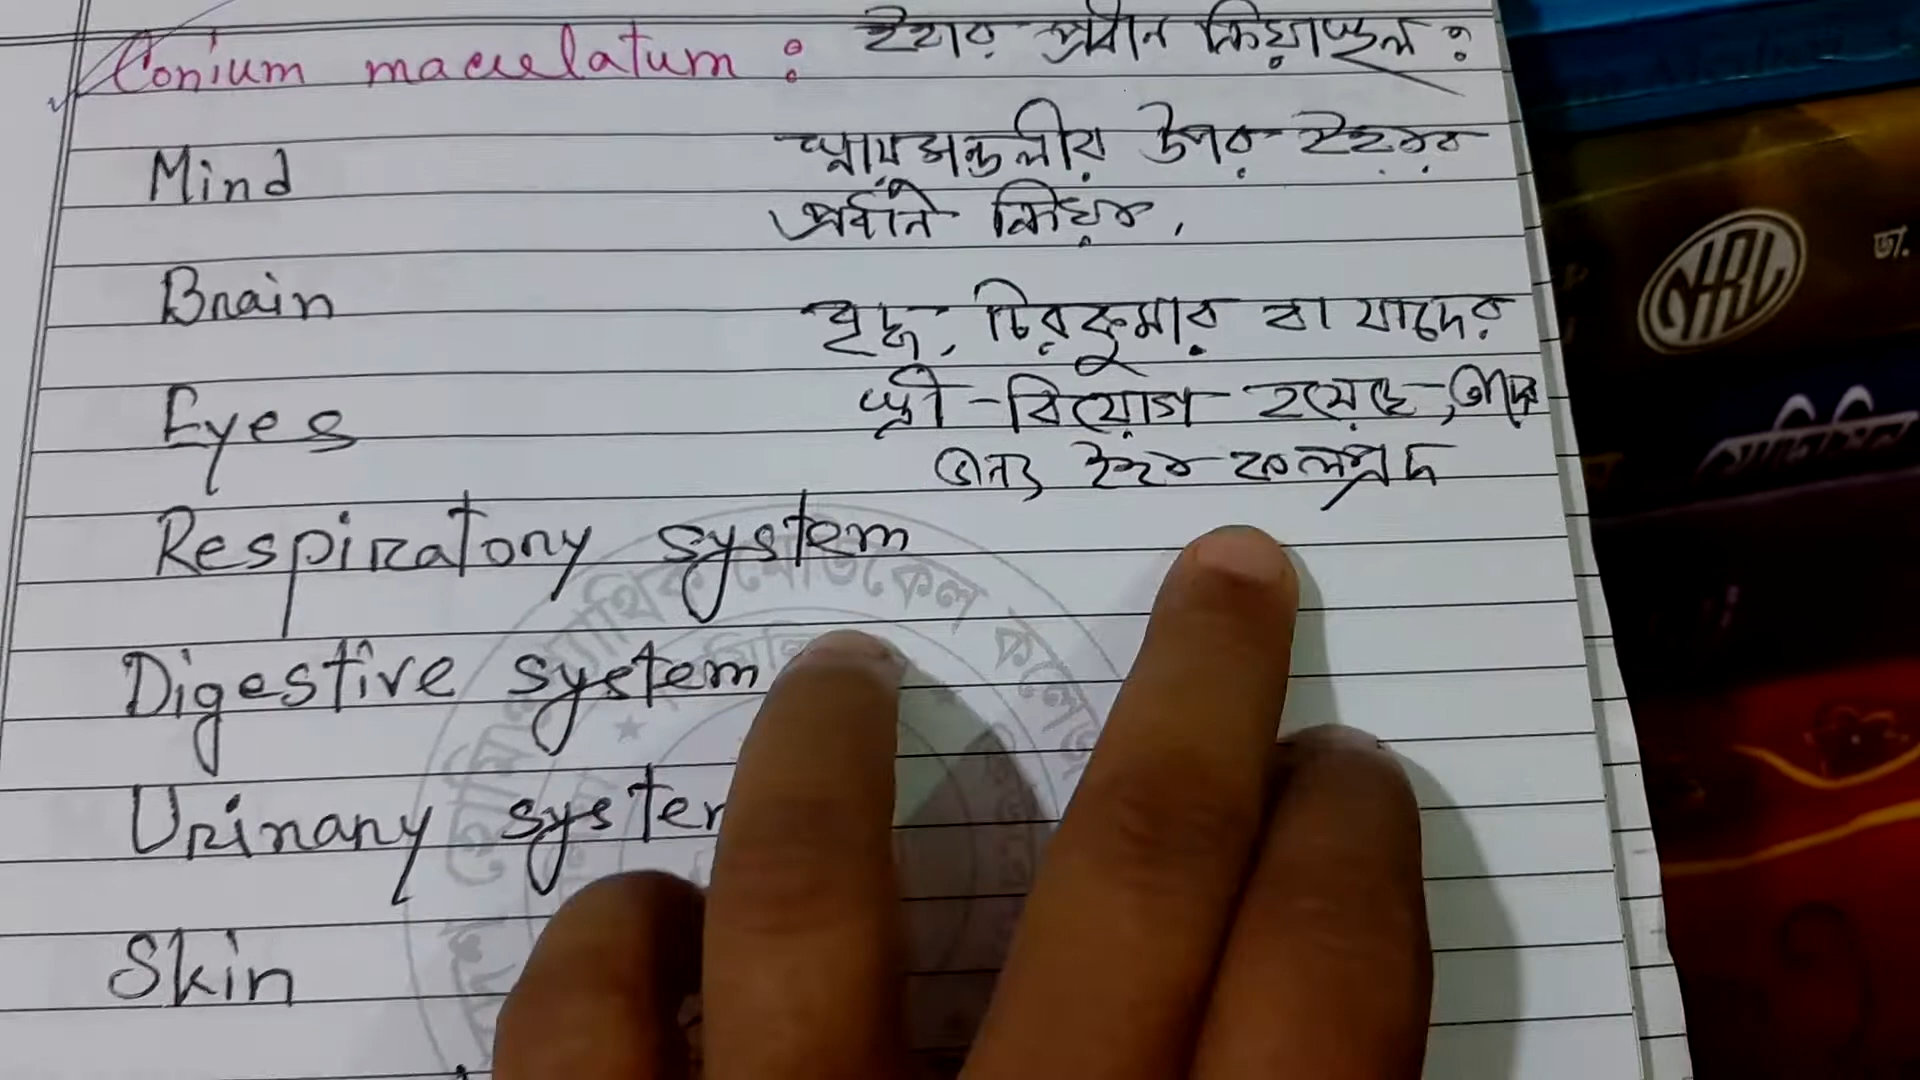 Conium maculatum : ইহার প্রধান ক্রিয়াস্থল :
Mind
স্নায়ুমন্ডলীর উপর ইহার
প্রধান ক্রিয়া,
Brain
বৃদ্ধ, চিরকুমার বা যাদের
Eyes
স্ত্রী-বিয়োগ হয়েছে, তাদের
জন্য ইহা ফলপ্রদ
Respiratory system
Digestive system
Urinary system
Skin
ডা.